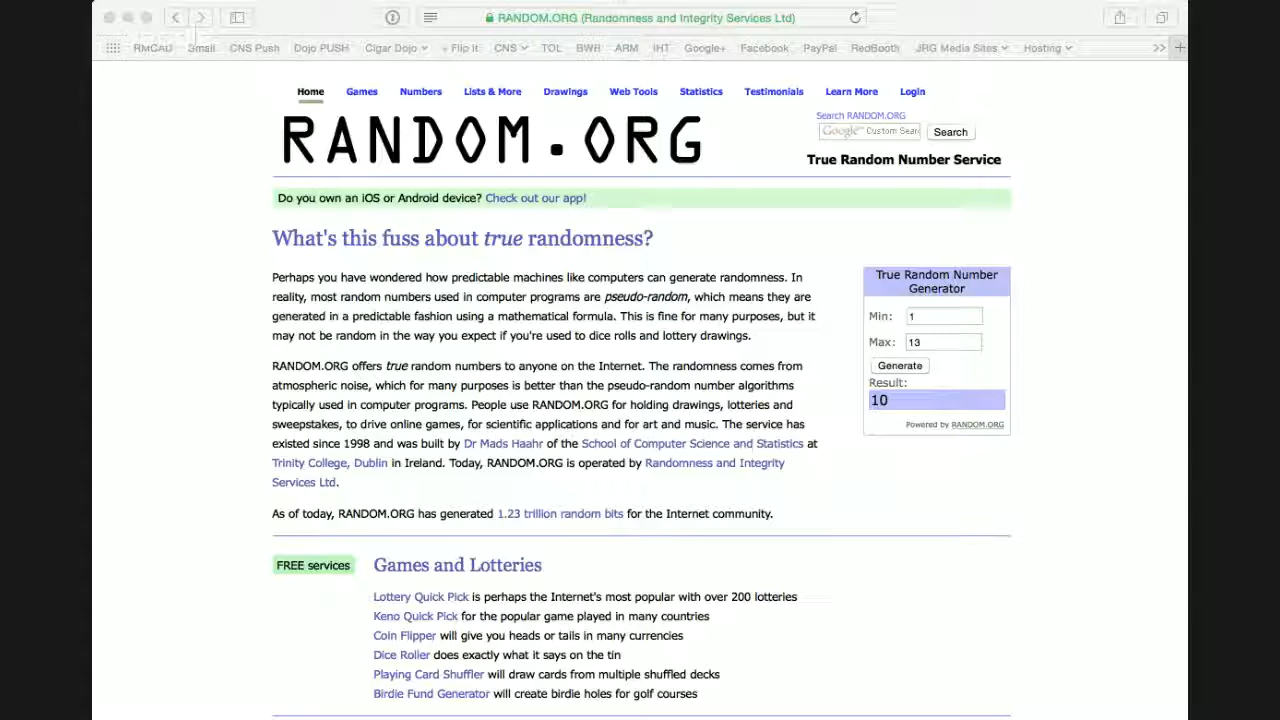 RANDOM.ORG (Randomness and Integrity Services Ltd)
RMCAD Gmail CNS Push Dojo PUSH Cigar Dojo + Flip It CNS TOL BWR ARM IHT Google+ Facebook PayPal RedBooth JRG Media Sites Hosting >> +
Home Games Numbers Lists & More Drawings Web Tools Statistics Testimonials Learn More Login
RANDOM.ORG
Search RANDOM.ORG
Google™ Custom Sear Search
True Random Number Service
Do you own an iOS or Android device? Check out our app!
What's this fuss about true randomness?
Perhaps you have wondered how predictable machines like computers can generate randomness. In
reality, most random numbers used in computer programs are pseudo-random, which means they are
generated in a predictable fashion using a mathematical formula. This is fine for many purposes, but it
may not be random in the way you expect if you're used to dice rolls and lottery drawings.
RANDOM.ORG offers true random numbers to anyone on the Internet. The randomness comes from
atmospheric noise, which for many purposes is better than the pseudo-random number algorithms
typically used in computer programs. People use RANDOM.ORG for holding drawings, lotteries and
sweepstakes, to drive online games, for scientific applications and for art and music. The service has
existed since 1998 and was built by Dr Mads Haahr of the School of Computer Science and Statistics at
Trinity College, Dublin in Ireland. Today, RANDOM.ORG is operated by Randomness and Integrity
Services Ltd.
As of today, RANDOM.ORG has generated 1.23 trillion random bits for the Internet community.
True Random Number
Generator
Min: 1
Max: 13
Generate
Result:
10
Powered by RANDOM.ORG
FREE services
Games and Lotteries
Lottery Quick Pick is perhaps the Internet's most popular with over 200 lotteries
Keno Quick Pick for the popular game played in many countries
Coin Flipper will give you heads or tails in many currencies
Dice Roller does exactly what it says on the tin
Playing Card Shuffler will draw cards from multiple shuffled decks
Birdie Fund Generator will create birdie holes for golf courses